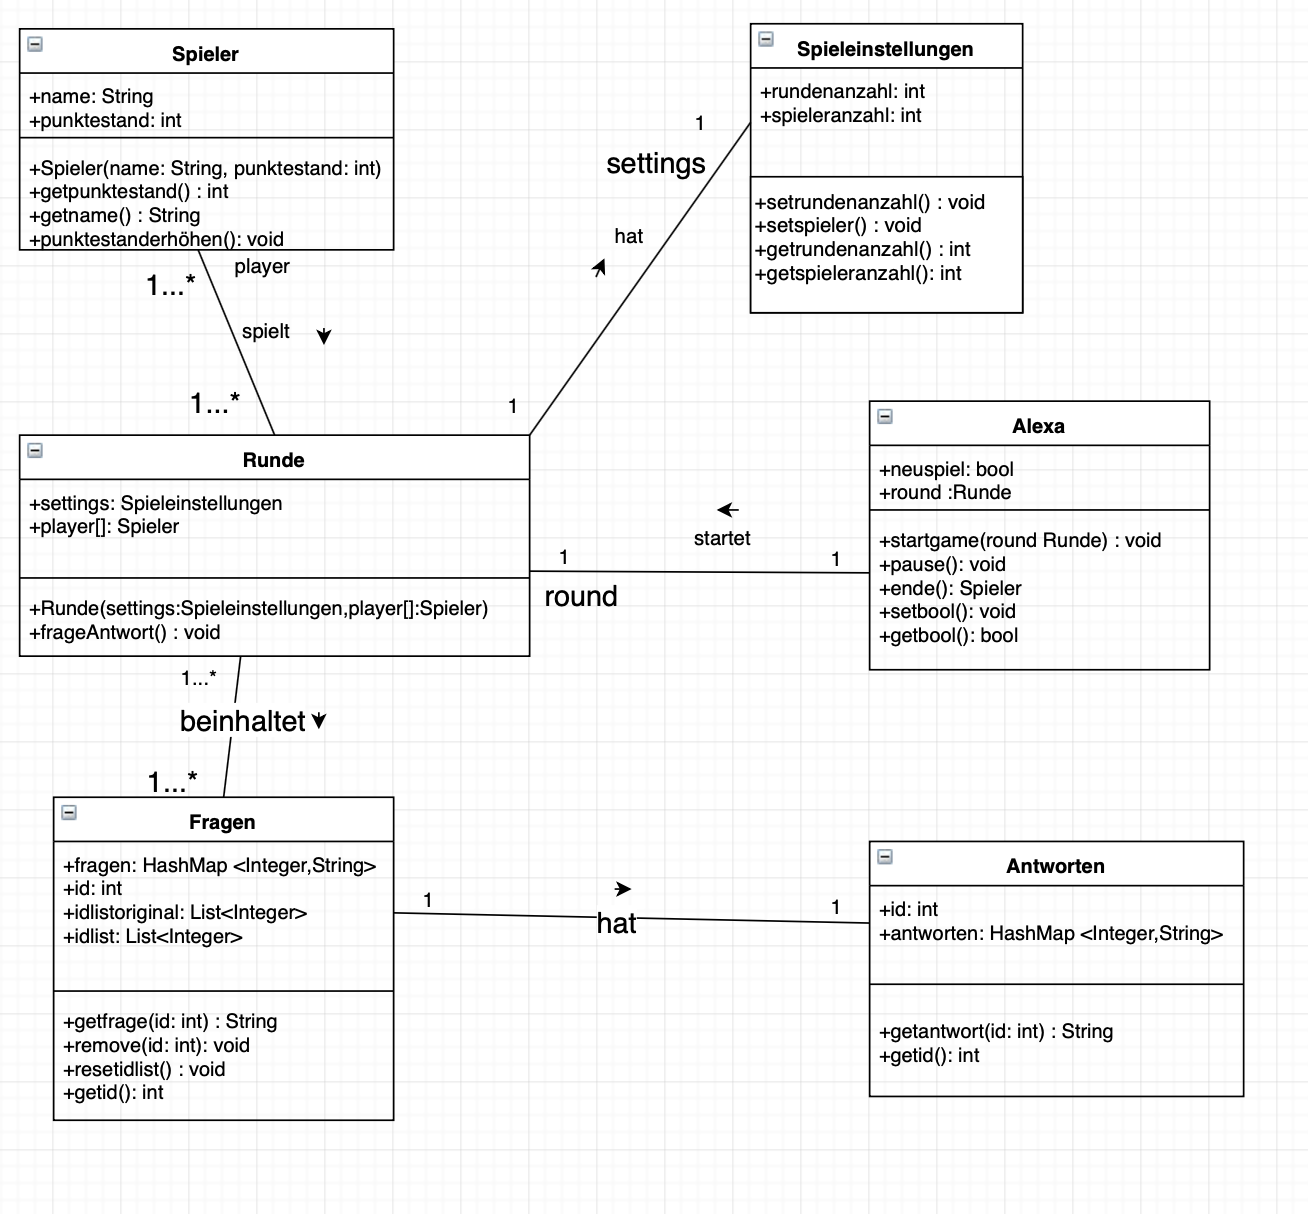 Spieler
+name: String
+punktestand: int
+Spieler(name: String, punktestand: int)
+getpunktestand() : int
+getname() : String
+punktestanderhöhen(): void
player
1...*
spielt
1...*
Spieleinstellungen
+rundenanzahl: int
+spieleranzahl: int
+setrundenanzahl() : void
+setspieler() : void
+getrundenanzahl() : int
+getspieleranzahl(): int
1
settings
hat
1
Runde
+settings: Spieleinstellungen
+player[]: Spieler
+Runde(settings:Spieleinstellungen,player[]:Spieler)
+frageAntwort() : void
Alexa
+neuspiel: bool
+round :Runde
+startgame(round Runde) : void
+pause(): void
+ende(): Spieler
+setbool(): void
+getbool(): bool
startet
1
1
round
1...*
beinhaltet
1...*
Fragen
+fragen: HashMap <Integer,String>
+id: int
+idlistoriginal: List<Integer>
+idlist: List<Integer>
+getfrage(id: int) : String
+remove(id: int): void
+resetidlist() : void
+getid(): int
1
hat
1
Antworten
+id: int
+antworten: HashMap <Integer,String>
+getantwort(id: int) : String
+getid(): int